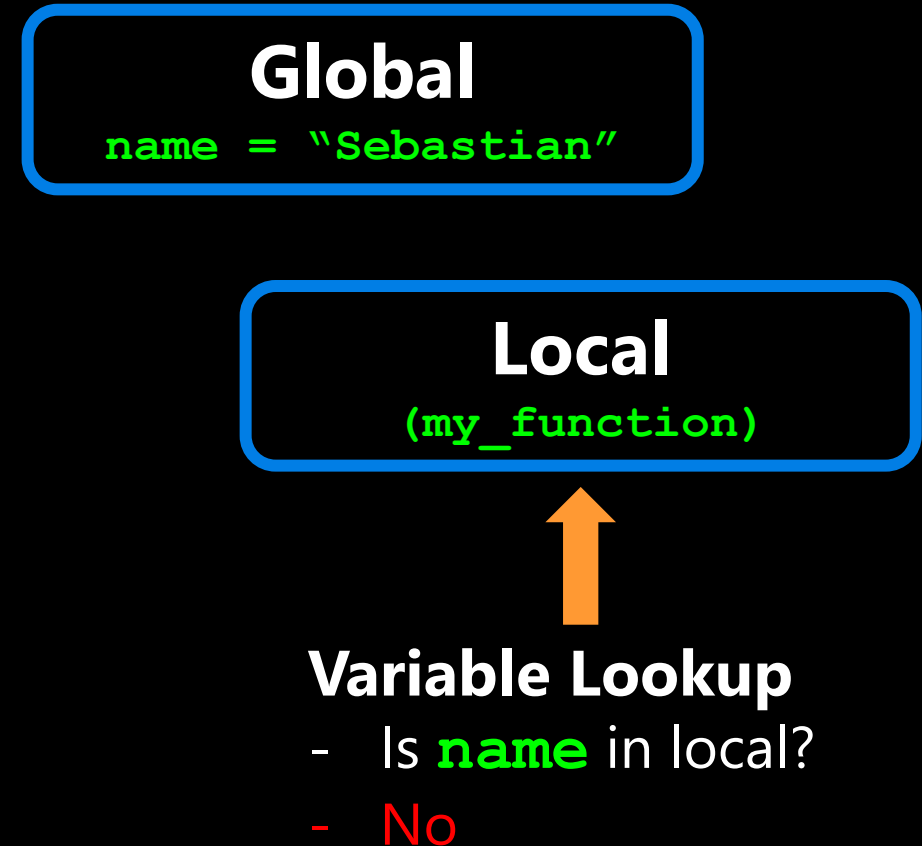 Global
name = “Sebastian”
Local
(my_function)
Variable Lookup
- Is name in local?
- No